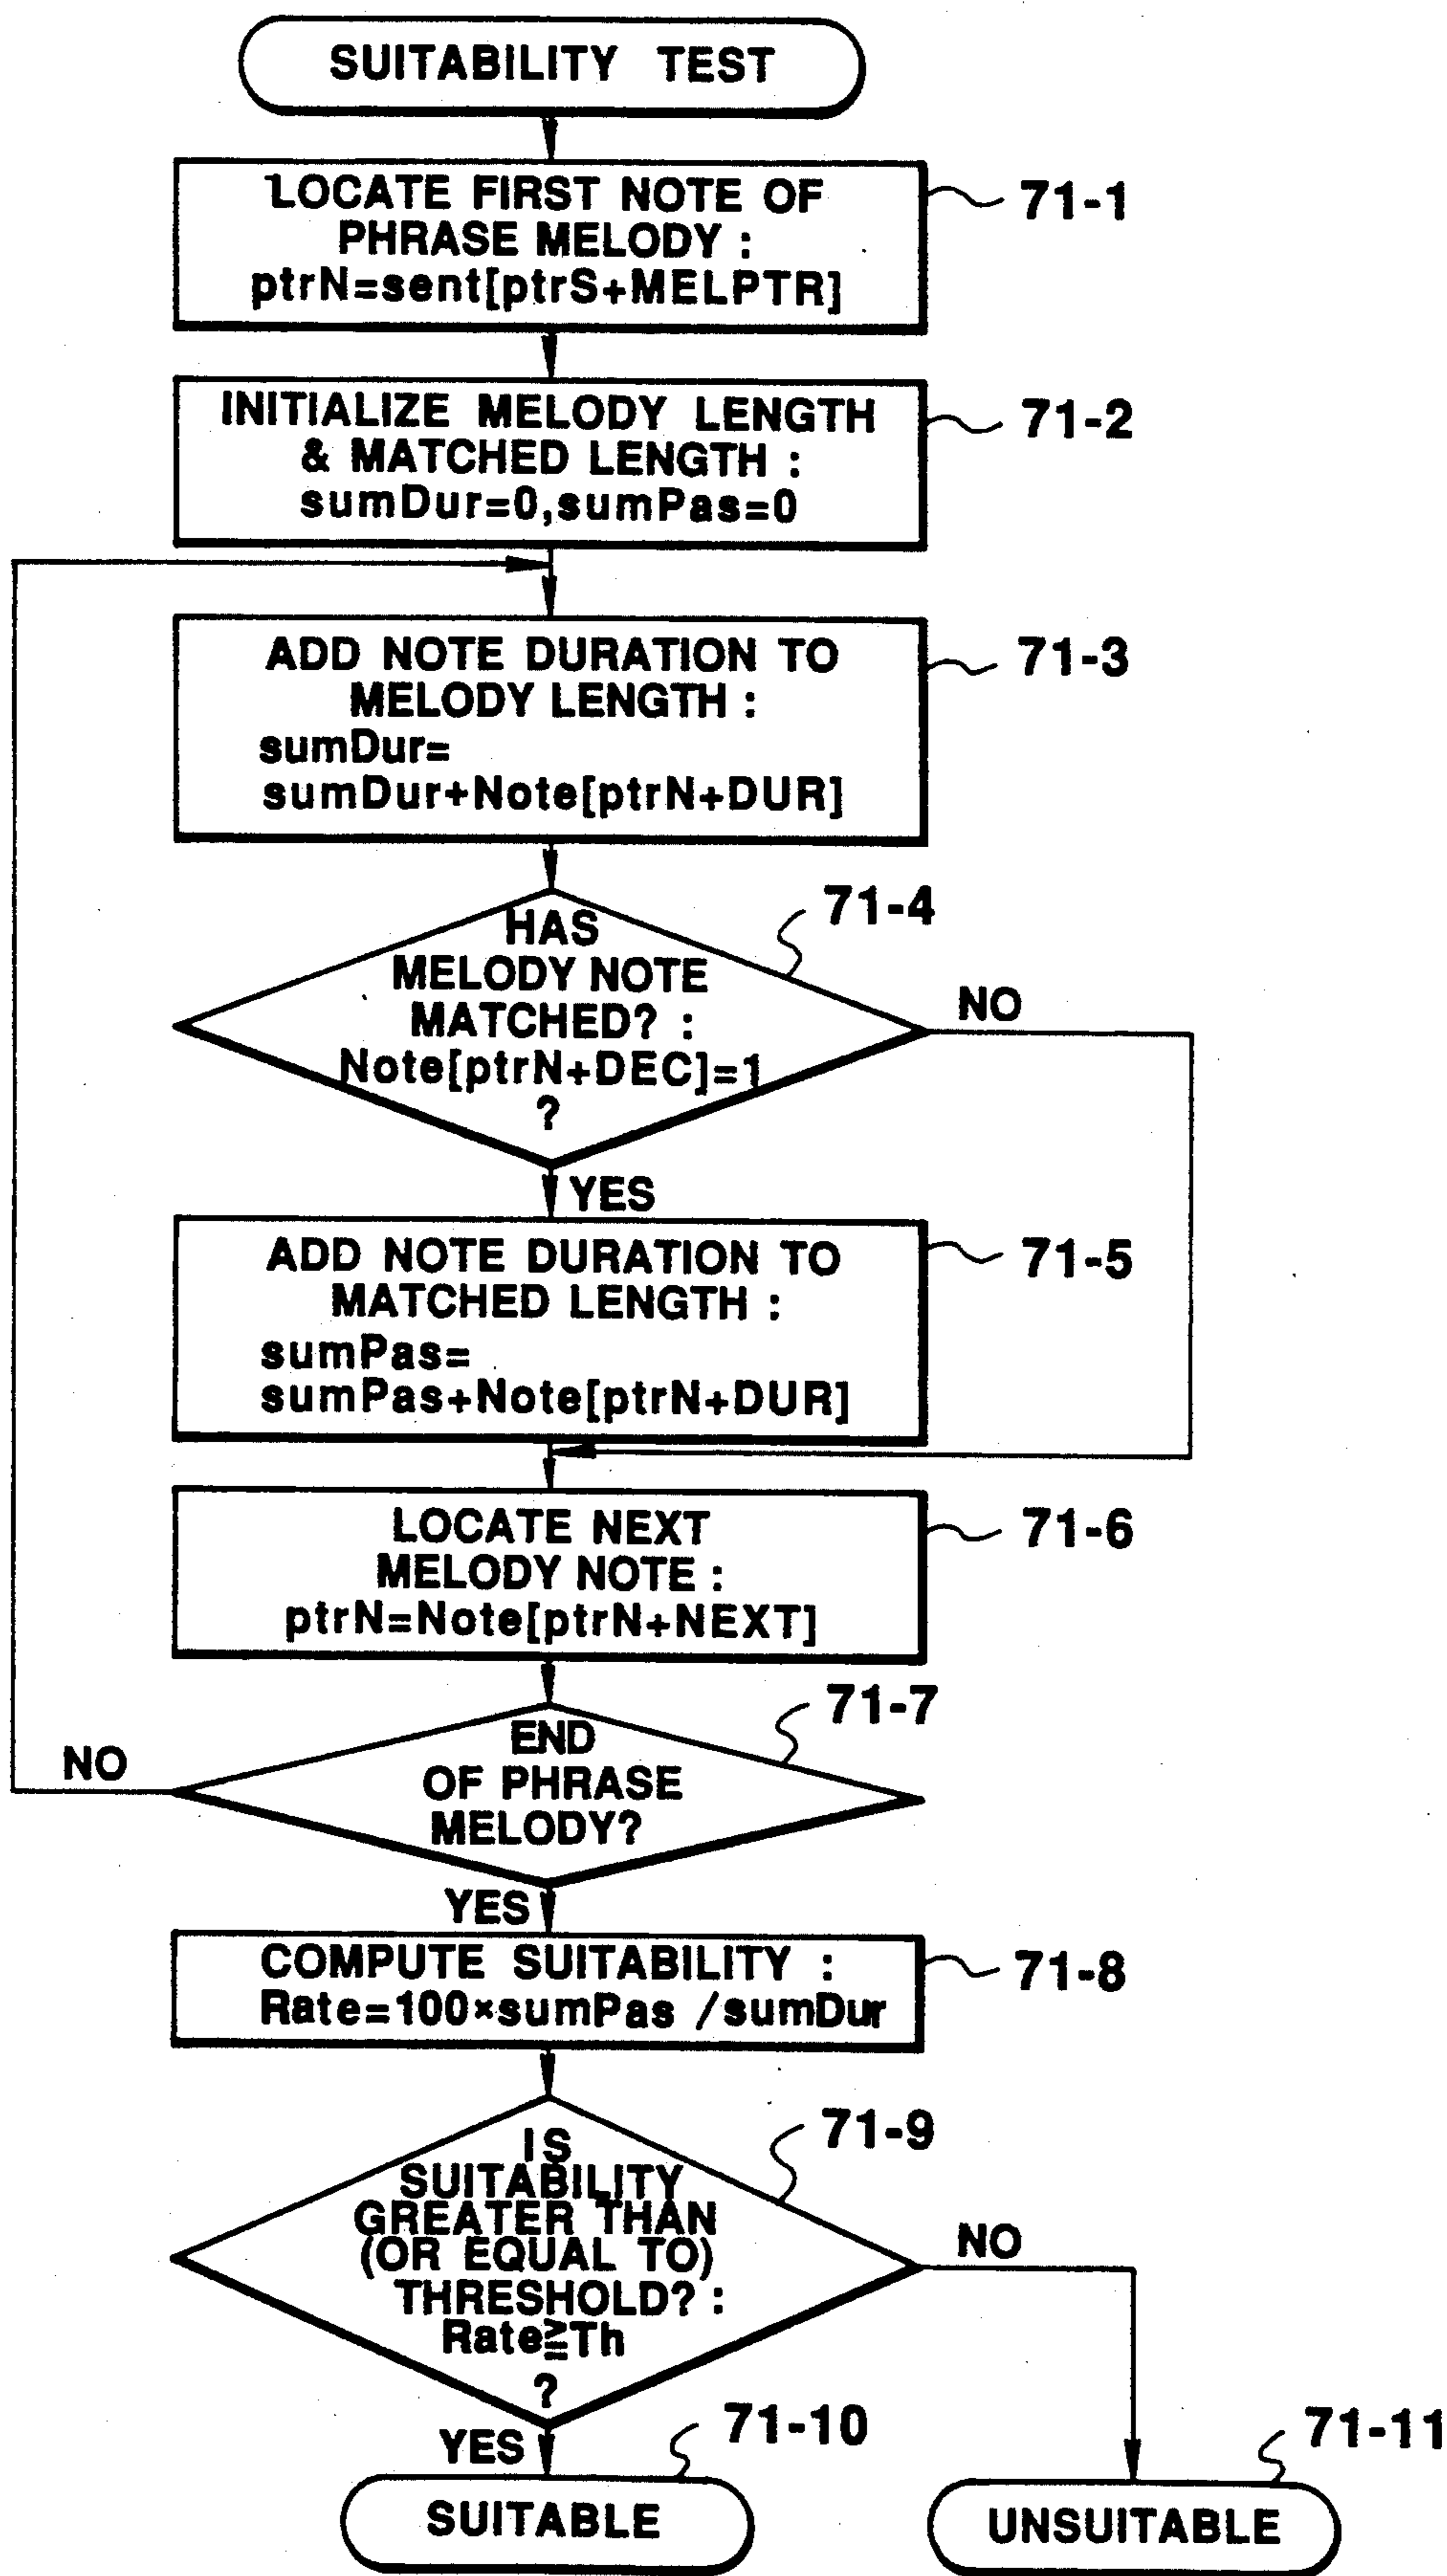 SUITABILITY TEST
LOCATE FIRST NOTE OF
PHRASE MELODY :
ptrN=sent[ptrS+MELPTR]
71-1
INITIALIZE MELODY LENGTH
& MATCHED LENGTH :
sumDur=0,sumPas=0
71-2
ADD NOTE DURATION TO
MELODY LENGTH :
sumDur=
sumDur+Note[ptrN+DUR]
71-3
HAS
MELODY NOTE
MATCHED? :
Note[ptrN+DEC]=1
?
71-4
NO
YES
ADD NOTE DURATION TO
MATCHED LENGTH :
sumPas=
sumPas+Note[ptrN+DUR]
71-5
LOCATE NEXT
MELODY NOTE :
ptrN=Note[ptrN+NEXT]
71-6
END
OF PHRASE
MELODY?
71-7
NO
YES
COMPUTE SUITABILITY :
Rate=100×sumPas /sumDur
71-8
IS
SUITABILITY
GREATER THAN
(OR EQUAL TO)
THRESHOLD? :
Rate≧Th
?
71-9
NO
YES
71-10
SUITABLE
71-11
UNSUITABLE